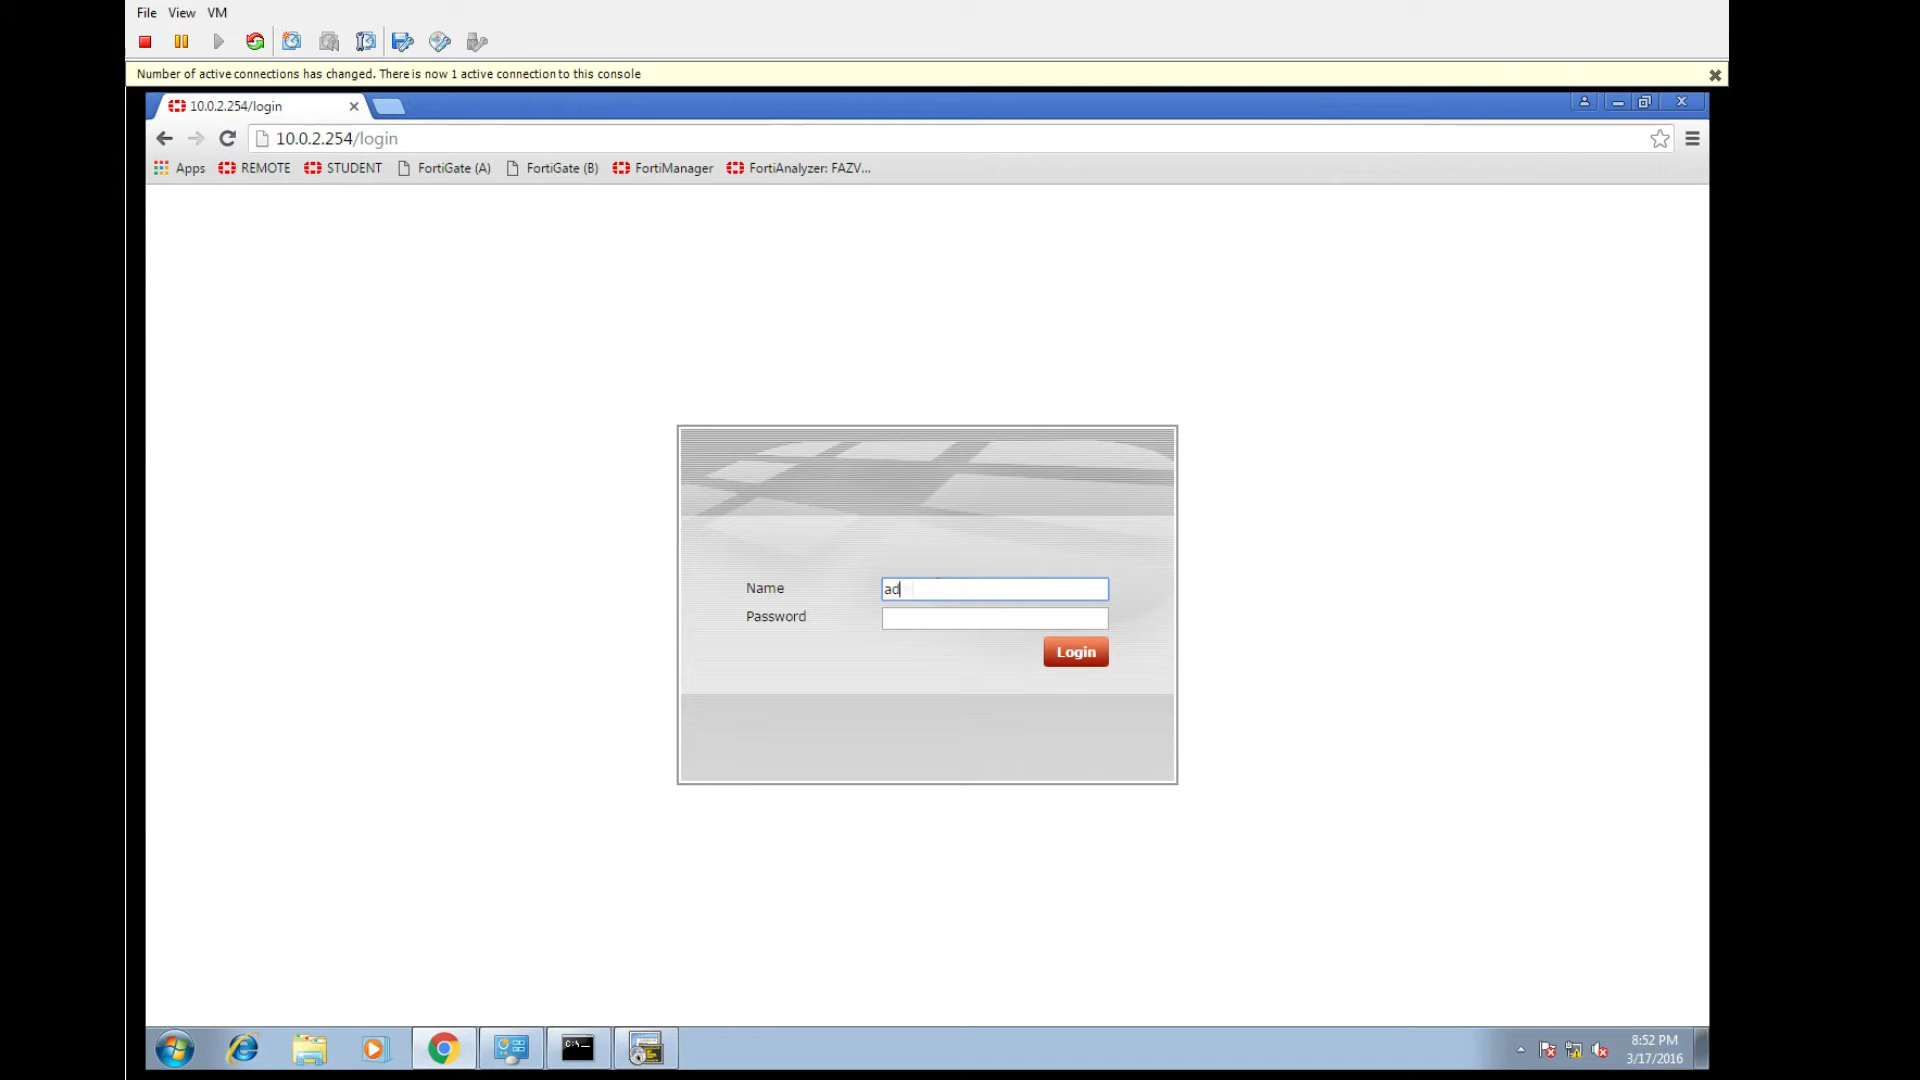 File View VM
Number of active connections has changed. There is now 1 active connection to this console
10.0.2.254/login
10.0.2.254/login
Apps REMOTE STUDENT FortiGate (A) FortiGate (B) FortiManager FortiAnalyzer: FAZV...
Name ad
Password
Login
C:\_
8:52 PM
3/17/2016